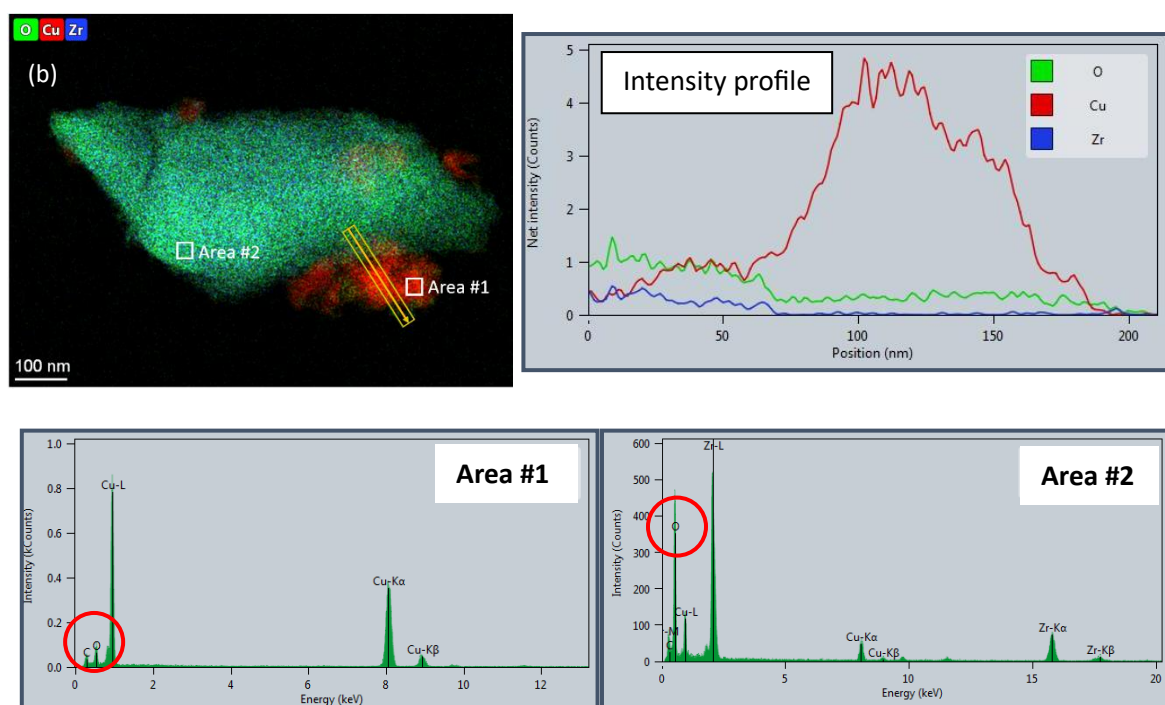 O Cu Zr
(b)
Area #2
Area #1
100 nm
Intensity profile
O
Cu
Zr
5
4
3
2
1
0
Net intensity (Counts)
0 50 100 150 200
Position (nm)
Area #1
1.0
0.8
0.6
0.4
0.2
0.0
Intensity (kCounts)
C
O
Cu-L
Cu-Kα
Cu-Kβ
0 2 4 6 8 10 12
Energy (keV)
Area #2
600
500
400
300
200
100
0
Intensity (Counts)
Zr-L
O
Cu-L
-M
C
Cu-Kα
Cu-Kβ
Zr-Kα
Zr-Kβ
0 5 10 15 20
Energy (keV)